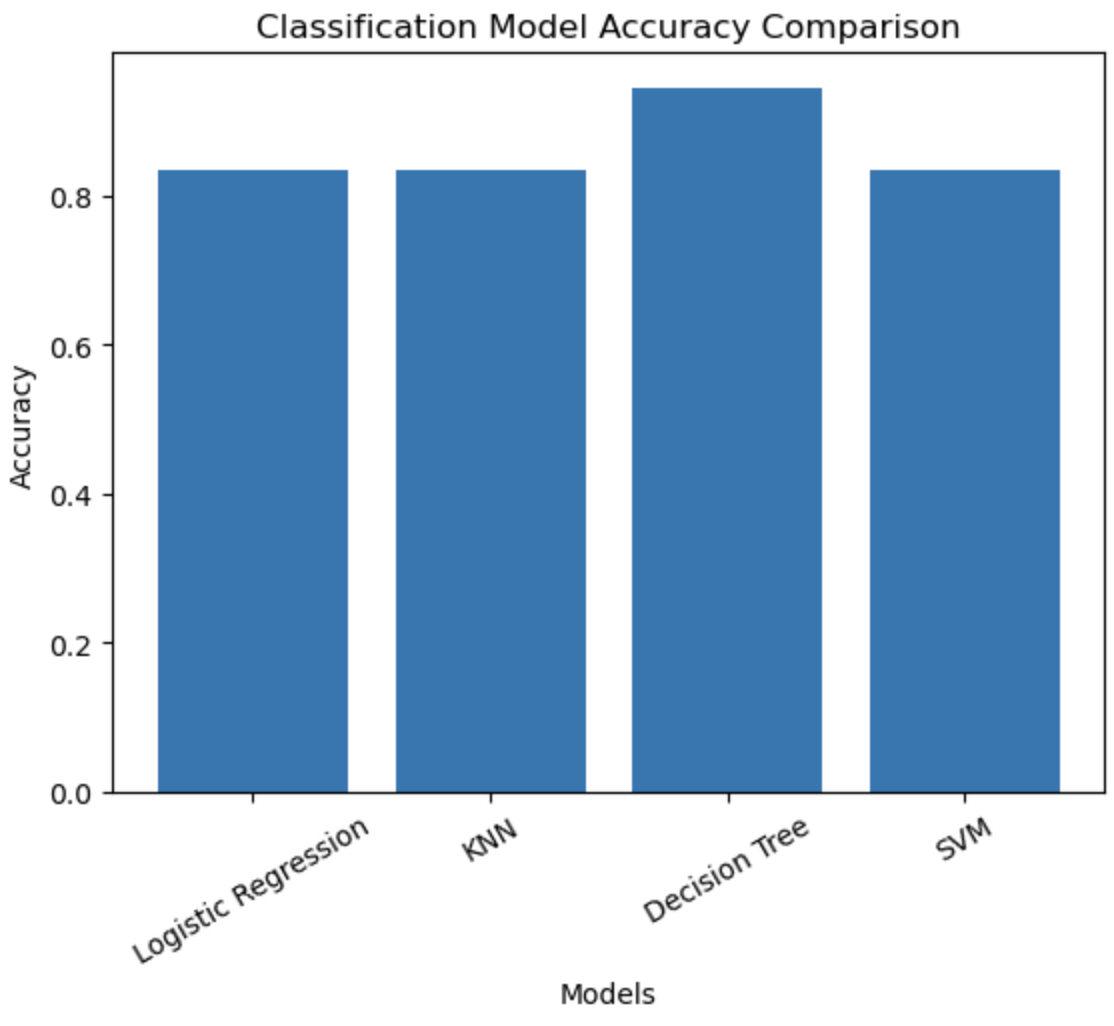 Classification Model Accuracy Comparison
Accuracy
0.8
0.6
0.4
0.2
0.0
Logistic Regression
KNN
Decision Tree
SVM
Models